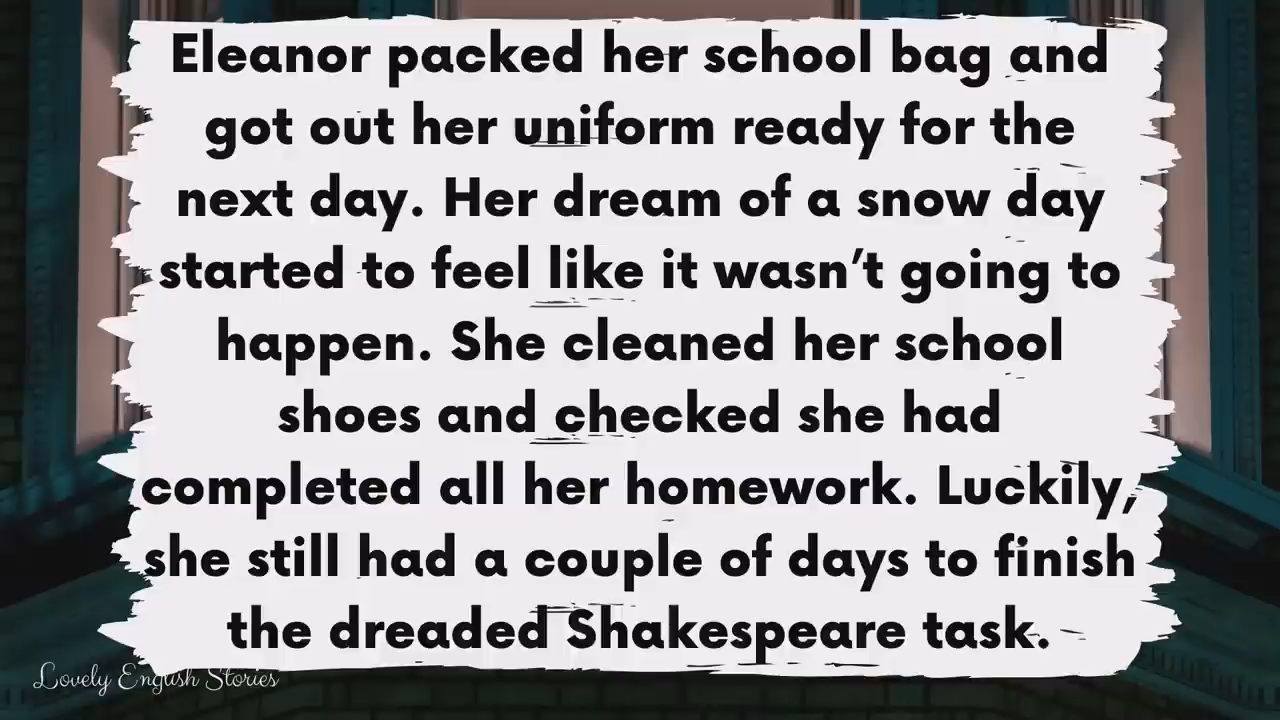 Eleanor packed her school bag and
got out her uniform ready for the
next day. Her dream of a snow day
started to feel like it wasn’t going to
happen. She cleaned her school
shoes and checked she had
completed all her homework. Luckily,
she still had a couple of days to finish
the dreaded Shakespeare task.
Lovely English Stories